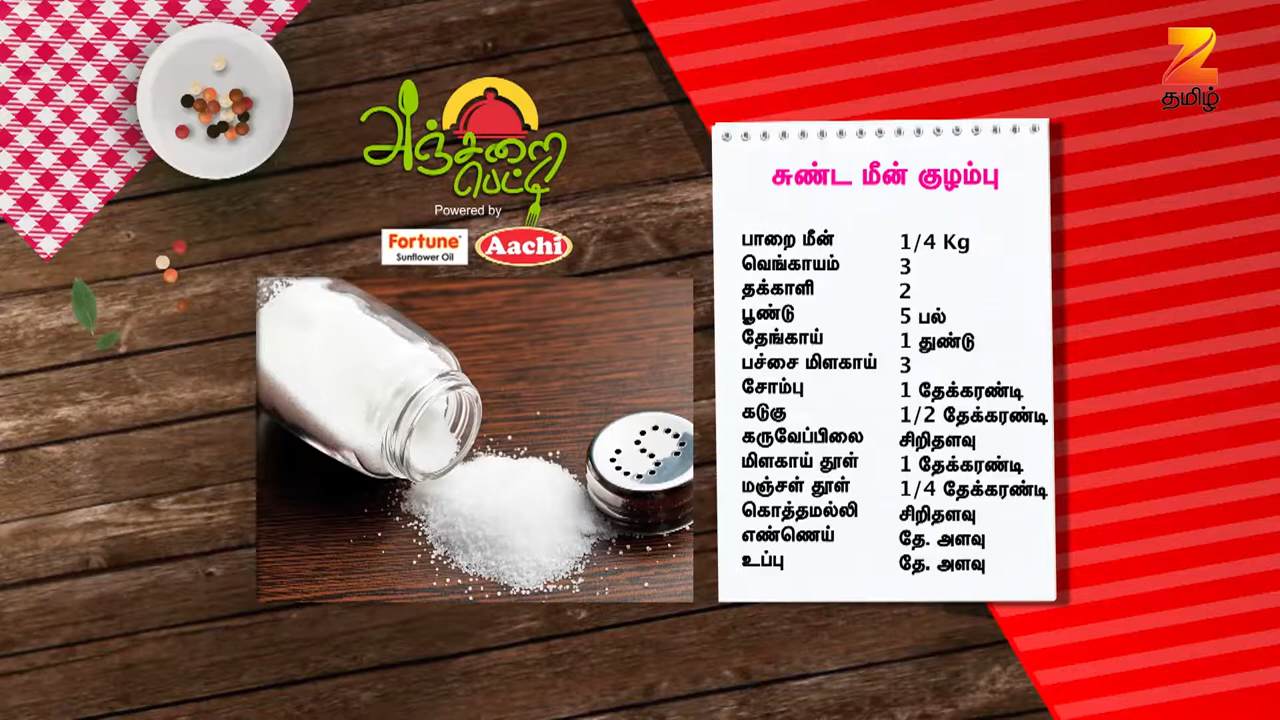 தமிழ்
அஞ்சறை
பெட்டி
Powered by
Fortune
Sunflower Oil
Aachi
சுண்ட மீன் குழம்பு
பாறை மீன் 1/4 Kg
வெங்காயம் 3
தக்காளி 2
பூண்டு 5 பல்
தேங்காய் 1 துண்டு
பச்சை மிளகாய் 3
சோம்பு 1 தேக்கரண்டி
கடுகு 1/2 தேக்கரண்டி
கருவேப்பிலை சிறிதளவு
மிளகாய் தூள் 1 தேக்கரண்டி
மஞ்சள் தூள் 1/4 தேக்கரண்டி
கொத்தமல்லி சிறிதளவு
எண்ணெய் தே. அளவு
உப்பு தே. அளவு